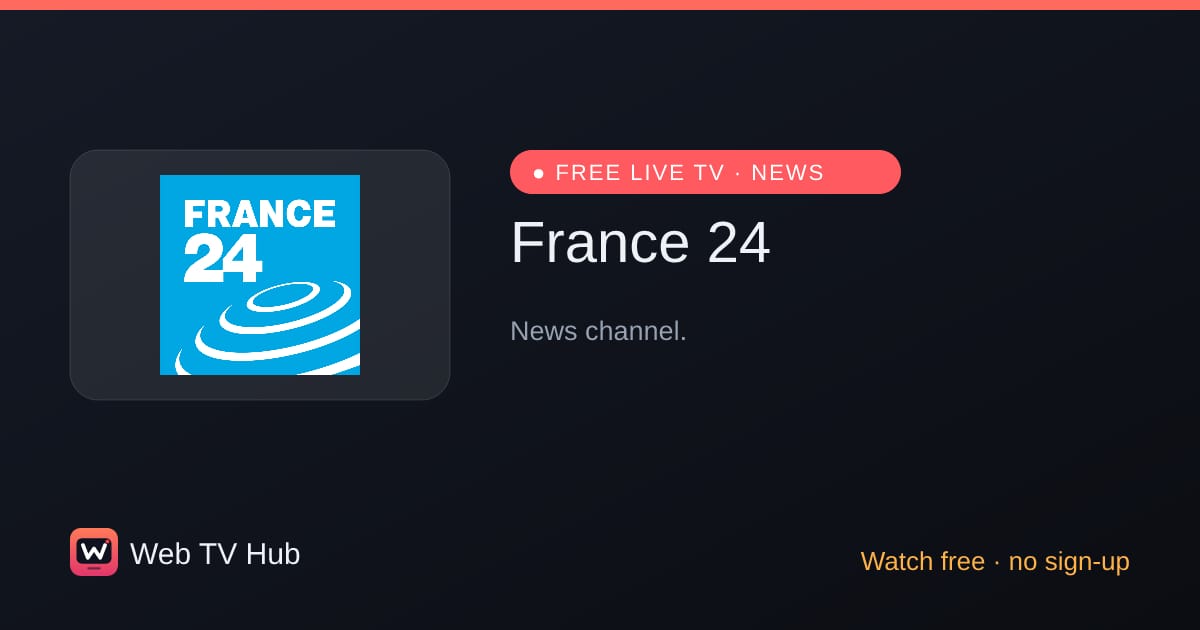 FRANCE
24
● FREE LIVE TV · NEWS
France 24
News channel.
W
Web TV Hub
Watch free · no sign-up